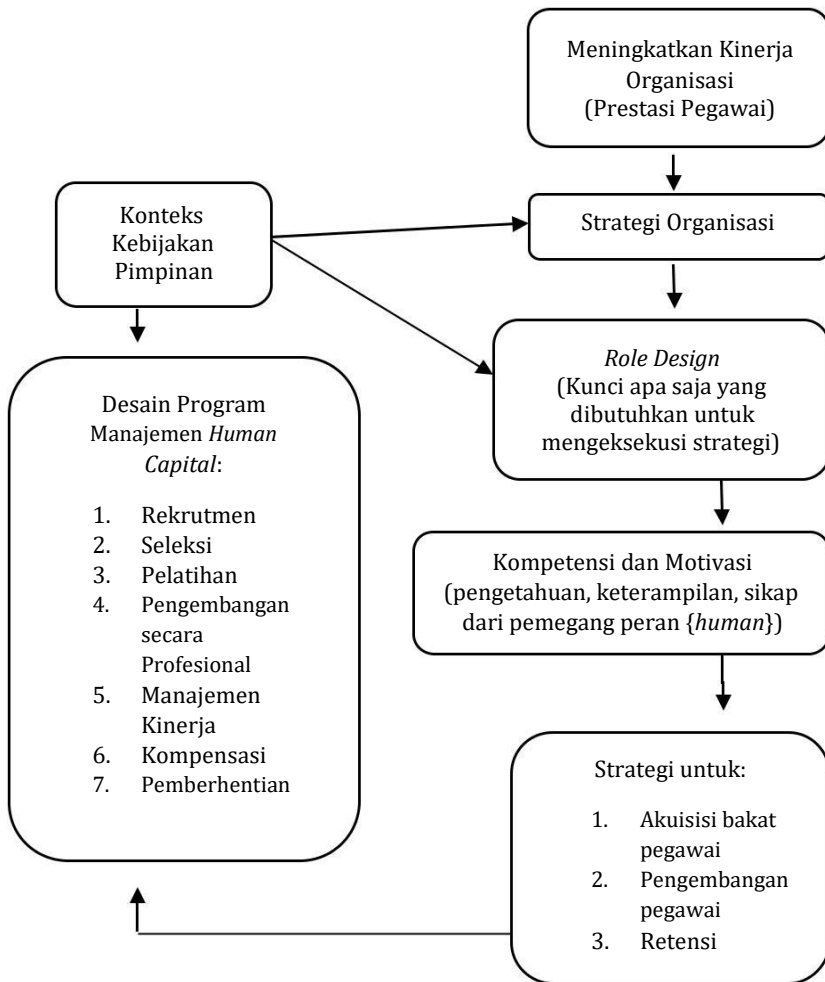 Meningkatkan Kinerja
Organisasi
(Prestasi Pegawai)
Konteks
Kebijakan
Pimpinan
Strategi Organisasi
Role Design
(Kunci apa saja yang
dibutuhkan untuk
mengeksekusi strategi)
Desain Program
Manajemen Human
Capital:
1. Rekrutmen
2. Seleksi
3. Pelatihan
4. Pengembangan
secara
Profesional
5. Manajemen
Kinerja
6. Kompensasi
7. Pemberhentian
Kompetensi dan Motivasi
(pengetahuan, keterampilan, sikap
dari pemegang peran {human})
Strategi untuk:
1. Akuisisi bakat
pegawai
2. Pengembangan
pegawai
3. Retensi